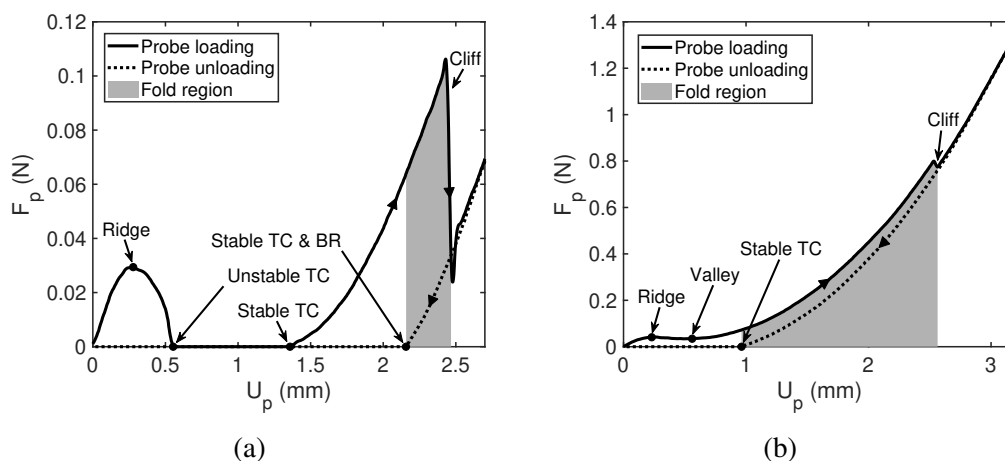 (a)
F_p (N)
0.12
0.1
0.08
0.06
0.04
0.02
0
Probe loading
Probe unloading
Fold region
Cliff
Ridge
Stable TC & BR
Unstable TC
Stable TC
0 0.5 1 1.5 2 2.5
U_p (mm)
(b)
F_p (N)
1.4
1.2
1
0.8
0.6
0.4
0.2
0
Probe loading
Probe unloading
Fold region
Cliff
Stable TC
Valley
Ridge
0 1 2 3
U_p (mm)